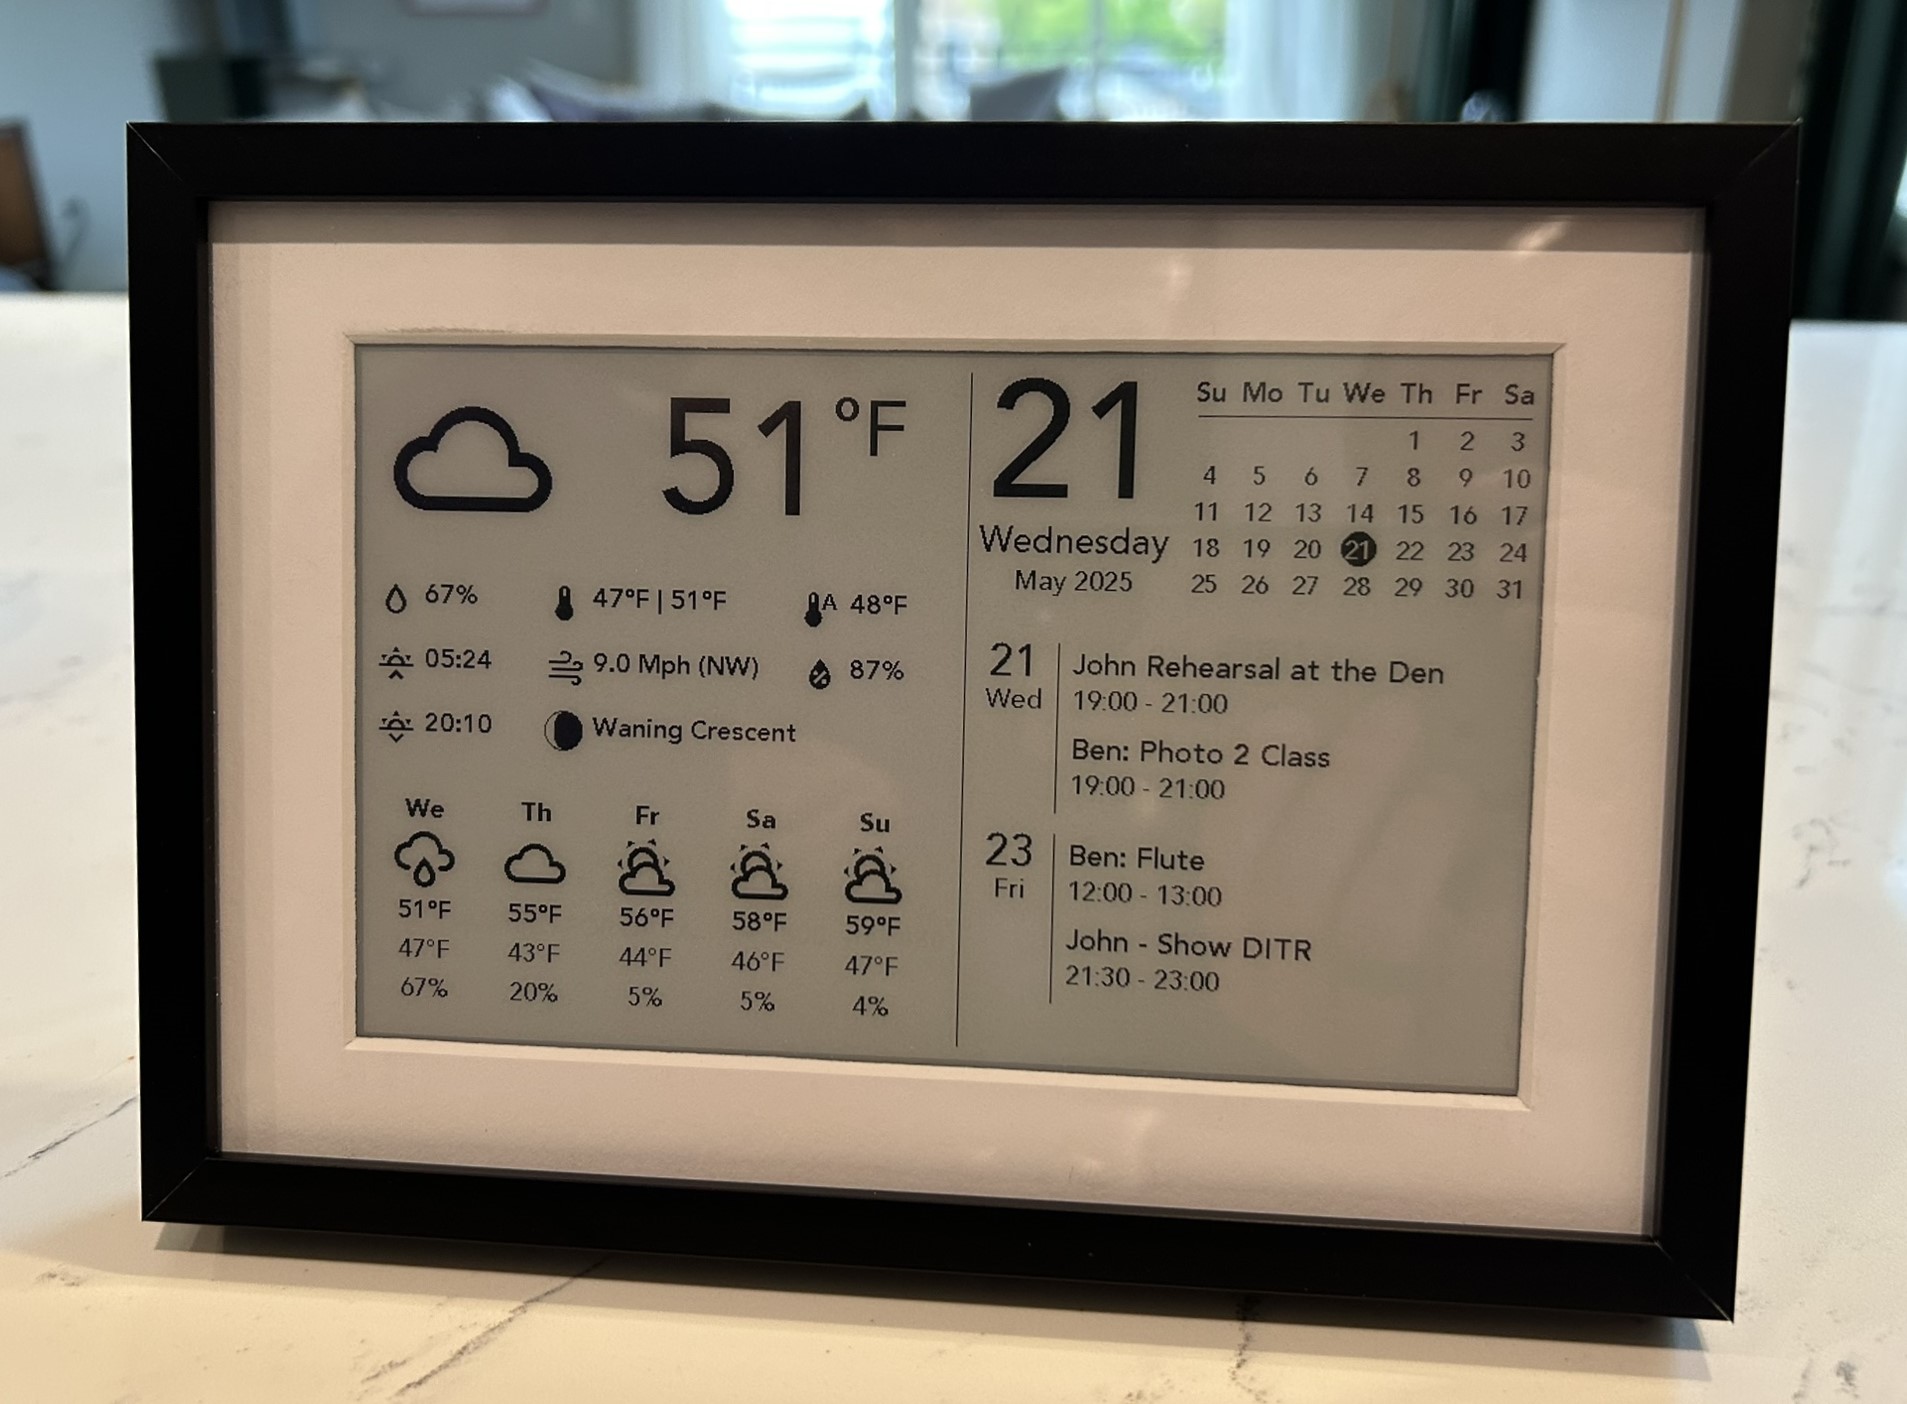 51 °F
67%
47°F | 51°F
A 48°F
05:24
9.0 Mph (NW)
87%
20:10
Waning Crescent
We Th Fr Sa Su
51°F 55°F 56°F 58°F 59°F
47°F 43°F 44°F 46°F 47°F
67% 20% 5% 5% 4%
21
Wednesday
May 2025
Su Mo Tu We Th Fr Sa
1 2 3
4 5 6 7 8 9 10
11 12 13 14 15 16 17
18 19 20 21 22 23 24
25 26 27 28 29 30 31
21
Wed
John Rehearsal at the Den
19:00 - 21:00
Ben: Photo 2 Class
19:00 - 21:00
23
Fri
Ben: Flute
12:00 - 13:00
John - Show DITR
21:30 - 23:00